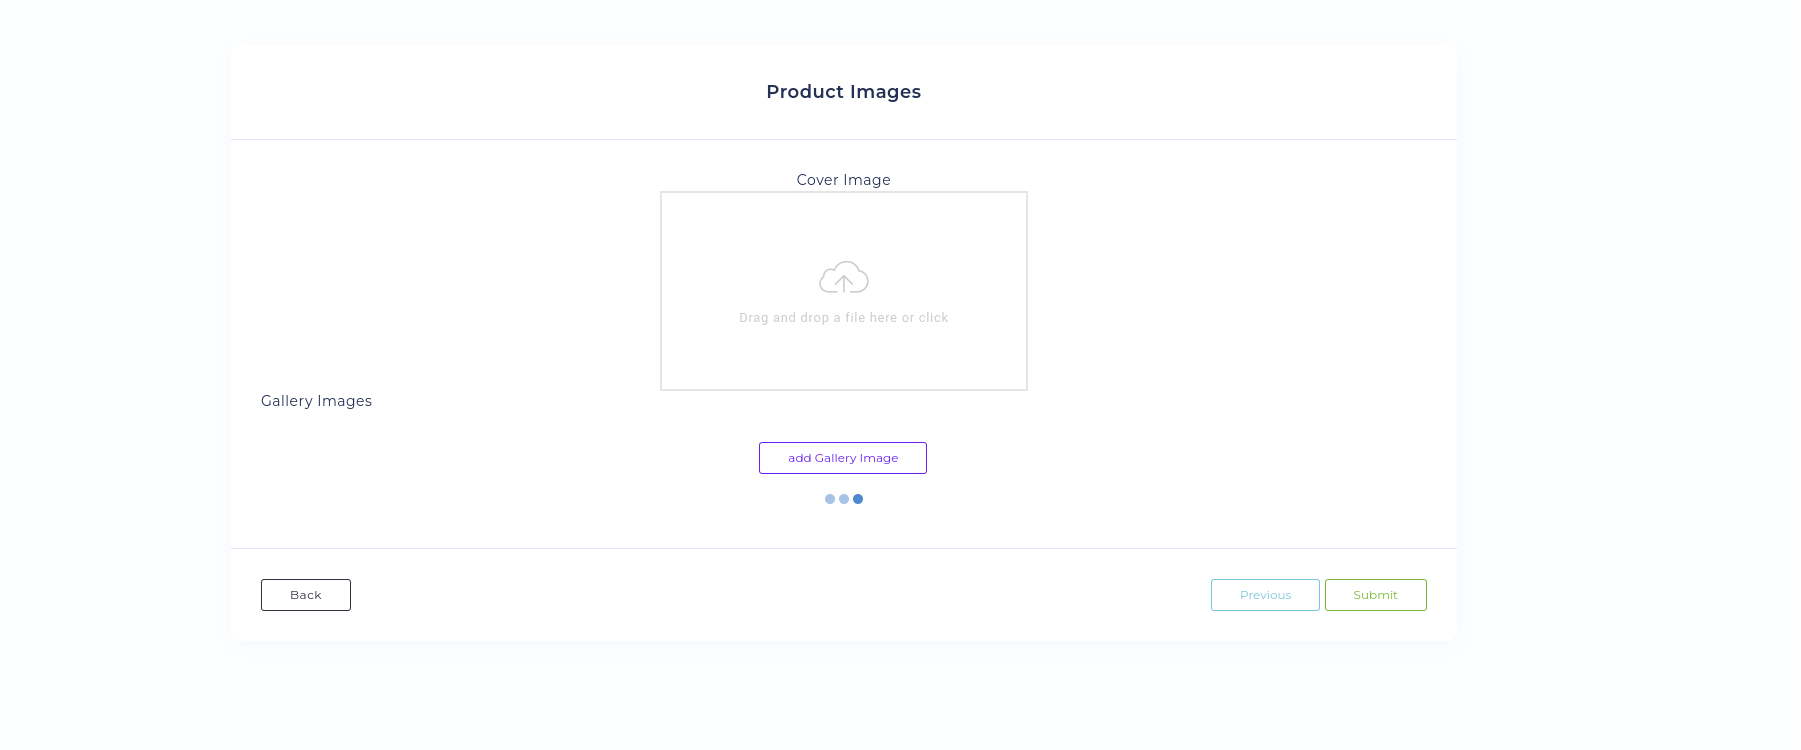 Product Images
Cover Image
Drag and drop a file here or click
Gallery Images
add Gallery Image
Back
Previous
Submit